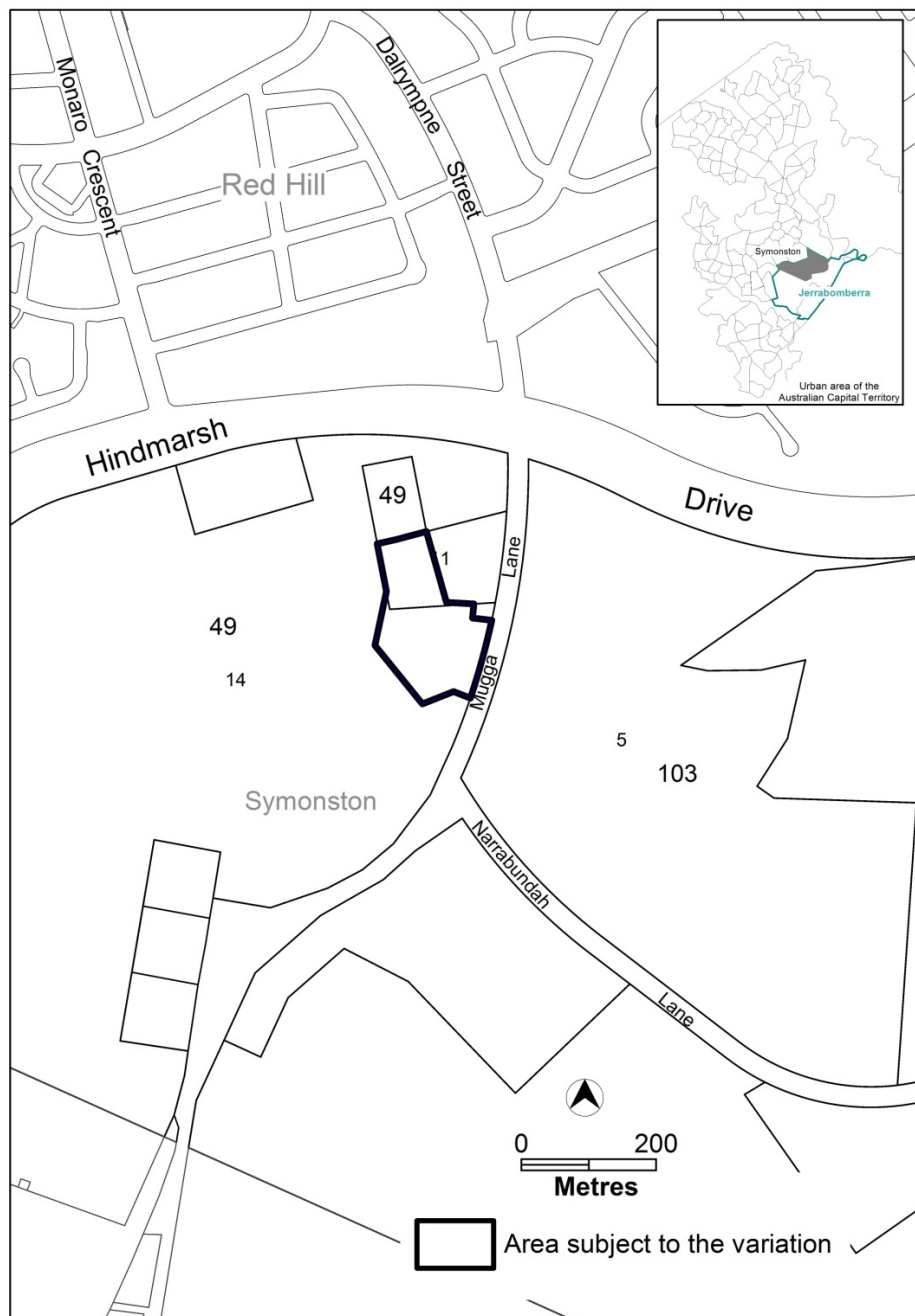 Monaro
Crescent
Dalrympne
Street
Red Hill
Symonston
Jerrabomberra
Urban area of the
Australian Capital Territory
Hindmarsh
Drive
49
1
Lane
Mugga
49
14
5
103
Symonston
Narrabundah
Lane
0 200
Metres
Area subject to the variation